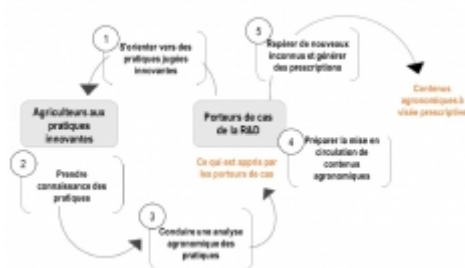 1
S'orienter vers des
pratiques jugées
innovantes
Agriculteurs aux
pratiques
innovantes
2
Prendre
connaissance des
pratiques
3
Conduire une analyse
agronomique des
pratiques
Porteurs de cas
de la R&D
Ce qui est appris par
les porteurs de cas
4
Préparer la mise en
circulation de
contenus
agronomiques
5
Repérer de nouveaux
inconnus et générer
des prescriptions
Contenus
agronomiques à
visée prescriptive